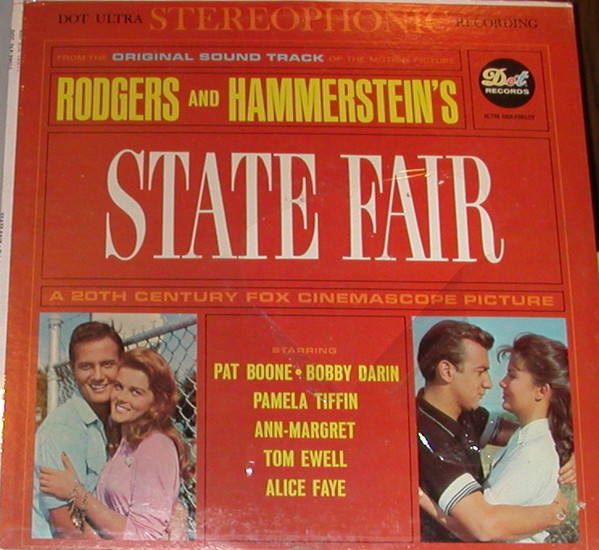 DOT ULTRA STEREOPHONIC RECORDING
FROM THE ORIGINAL SOUND TRACK OF THE MOTION PICTURE
RODGERS AND HAMMERSTEIN'S
Dot
RECORDS
STATE FAIR
A 20TH CENTURY FOX CINEMASCOPE PICTURE
STARRING
PAT BOONE • BOBBY DARIN
PAMELA TIFFIN
ANN-MARGRET
TOM EWELL
ALICE FAYE